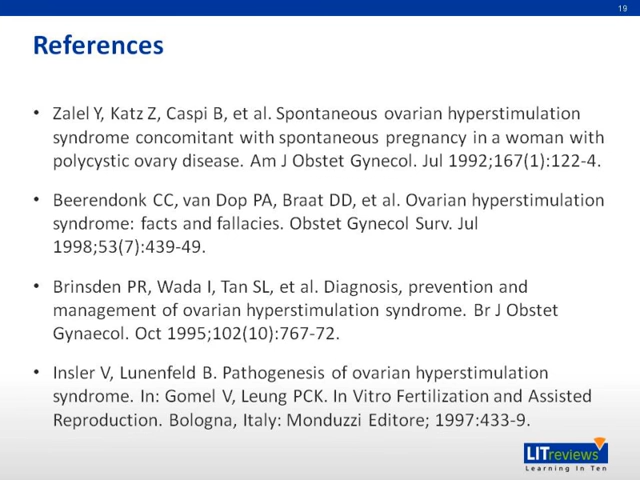 19
References
• Zalel Y, Katz Z, Caspi B, et al. Spontaneous ovarian hyperstimulation
syndrome concomitant with spontaneous pregnancy in a woman with
polycystic ovary disease. Am J Obstet Gynecol. Jul 1992;167(1):122-4.
• Beerendonk CC, van Dop PA, Braat DD, et al. Ovarian hyperstimulation
syndrome: facts and fallacies. Obstet Gynecol Surv. Jul
1998;53(7):439-49.
• Brinsden PR, Wada I, Tan SL, et al. Diagnosis, prevention and
management of ovarian hyperstimulation syndrome. Br J Obstet
Gynaecol. Oct 1995;102(10):767-72.
• Insler V, Lunenfeld B. Pathogenesis of ovarian hyperstimulation
syndrome. In: Gomel V, Leung PCK. In Vitro Fertilization and Assisted
Reproduction. Bologna, Italy: Monduzzi Editore; 1997:433-9.
LITreviews
Learning In Ten